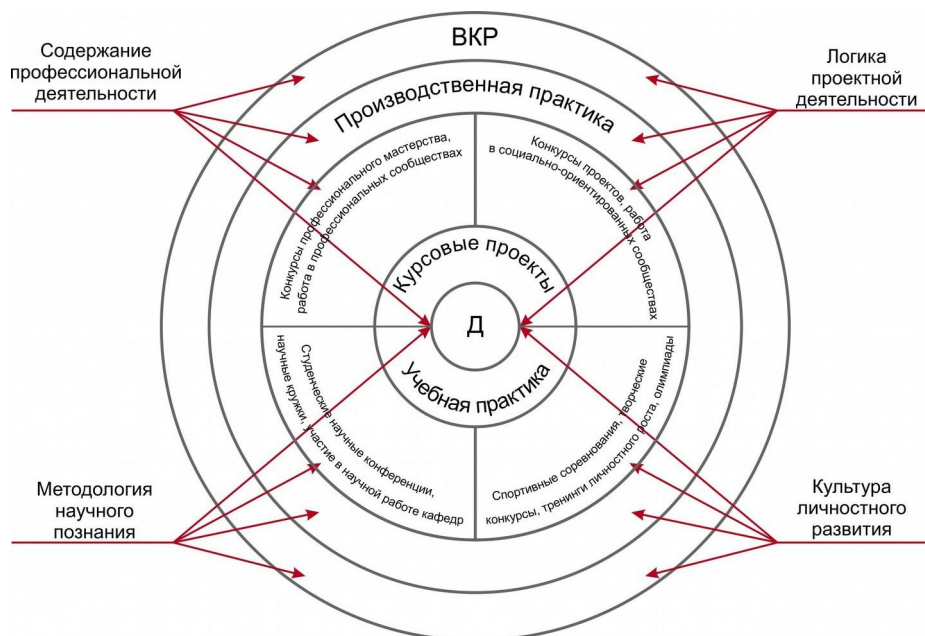 ВКР
Содержание
профессиональной
деятельности
Логика
проектной
деятельности
Производственная практика
Конкурсы профессионального мастерства,
работа в профессиональных сообществах
Конкурсы проектов, работа
в социально-ориентированных сообществах
Курсовые проекты
Д
Учебная практика
Студенческие научные конференции,
научные кружки, участие в научной работе кафедр
Спортивные соревнования, творческие
конкурсы, тренинги личностного роста, олимпиады
Методология
научного
познания
Культура
личностного
развития